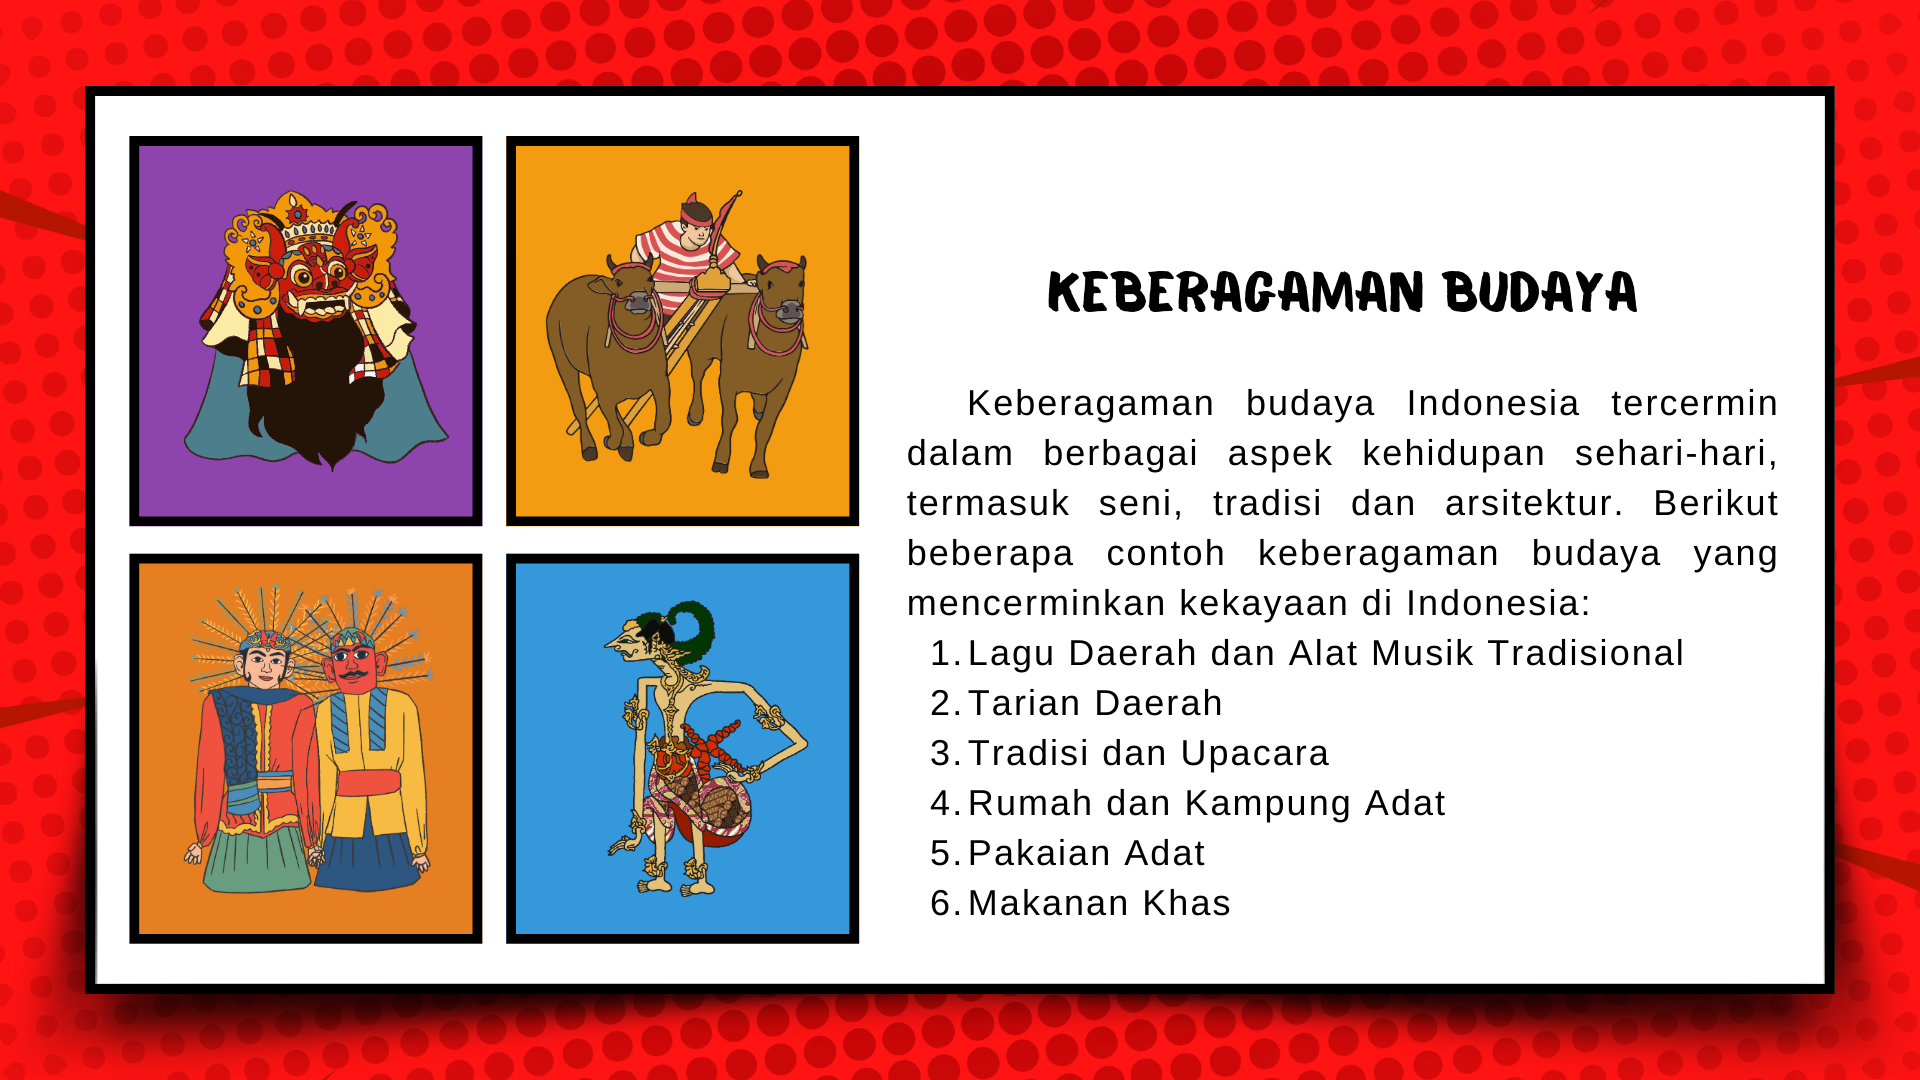 KEBERAGAMAN BUDAYA
Keberagaman budaya Indonesia tercermin
dalam berbagai aspek kehidupan sehari-hari,
termasuk seni, tradisi dan arsitektur. Berikut
beberapa contoh keberagaman budaya yang
mencerminkan kekayaan di Indonesia:
1. Lagu Daerah dan Alat Musik Tradisional
2. Tarian Daerah
3. Tradisi dan Upacara
4. Rumah dan Kampung Adat
5. Pakaian Adat
6. Makanan Khas